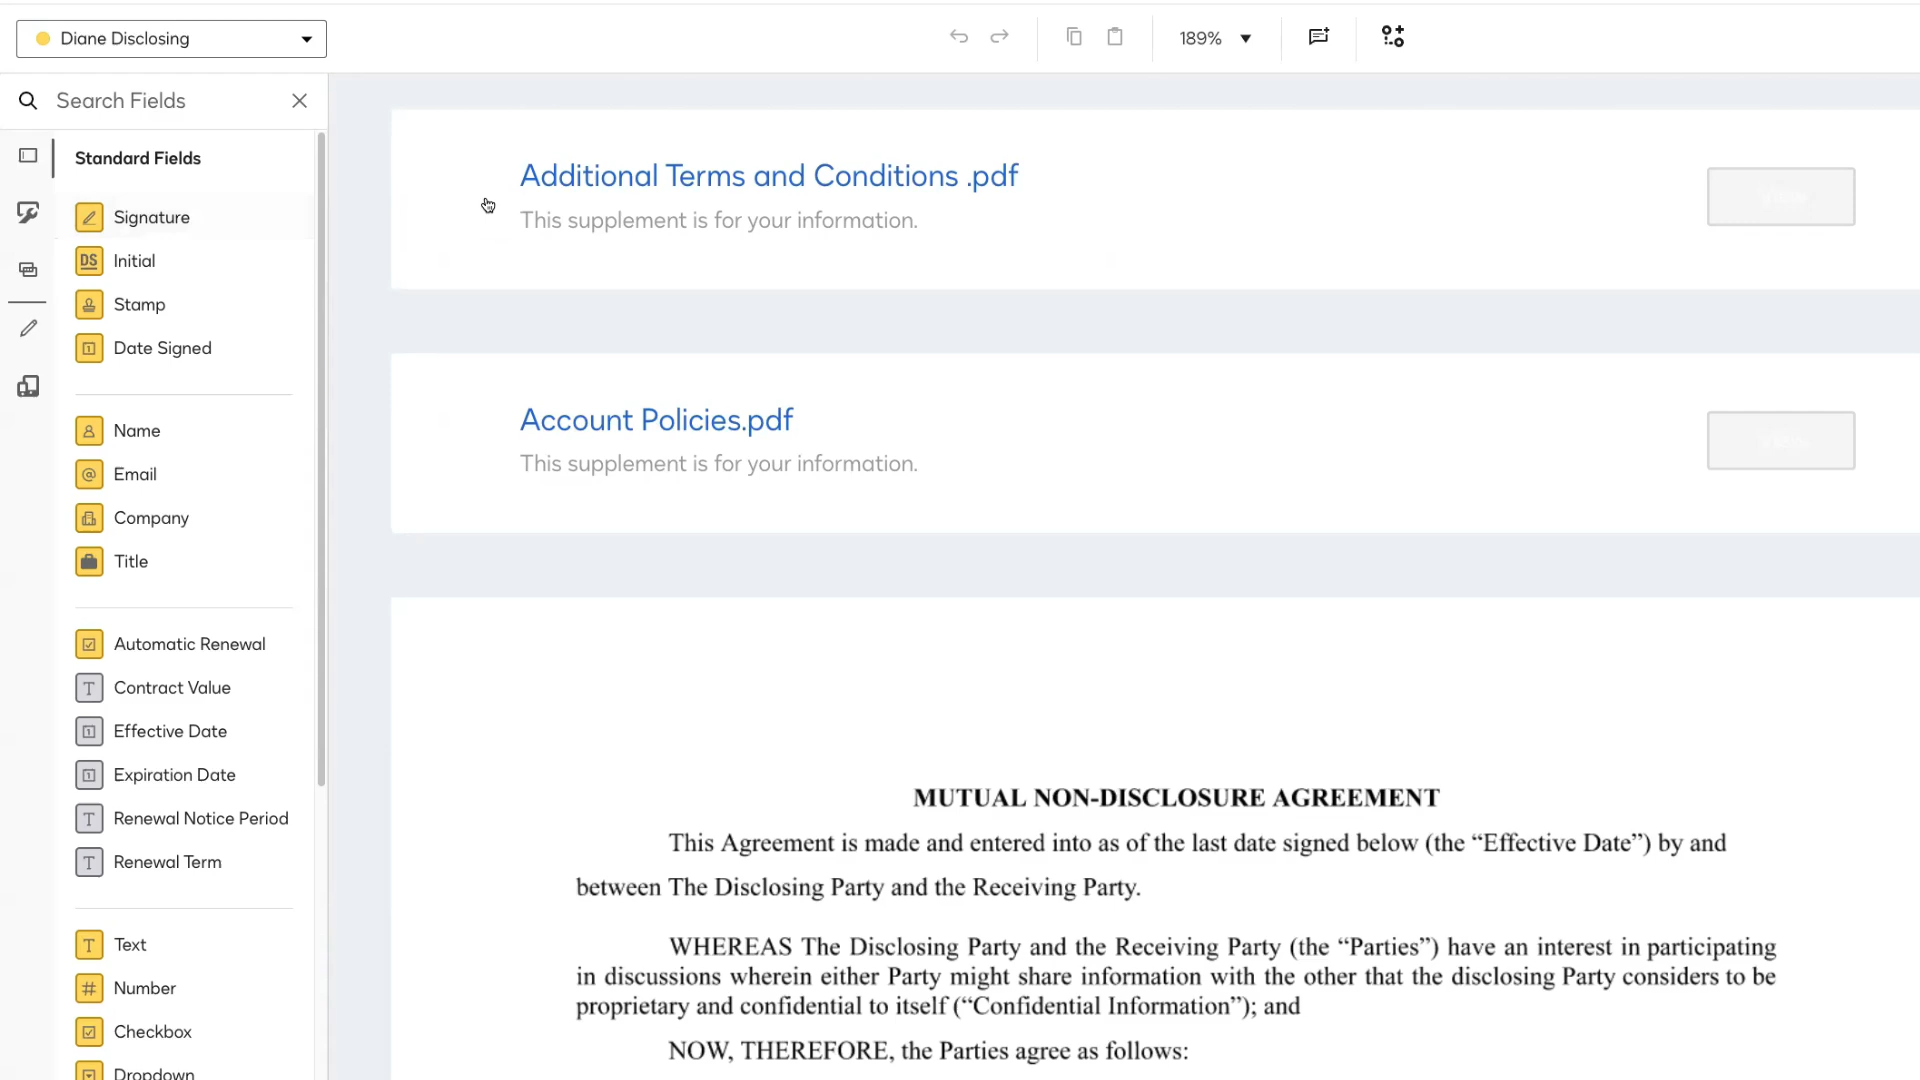 Diane Disclosing
189%
Search Fields
Standard Fields
Signature
DS Initial
Stamp
Date Signed
Name
Email
Company
Title
Automatic Renewal
T Contract Value
Effective Date
Expiration Date
T Renewal Notice Period
T Renewal Term
T Text
# Number
Checkbox
Dropdown
Additional Terms and Conditions .pdf
This supplement is for your information.
Account Policies.pdf
This supplement is for your information.
MUTUAL NON-DISCLOSURE AGREEMENT
This Agreement is made and entered into as of the last date signed below (the “Effective Date”) by and
between The Disclosing Party and the Receiving Party.
WHEREAS The Disclosing Party and the Receiving Party (the “Parties”) have an interest in participating
in discussions wherein either Party might share information with the other that the disclosing Party considers to be
proprietary and confidential to itself (“Confidential Information”); and
NOW, THEREFORE, the Parties agree as follows: